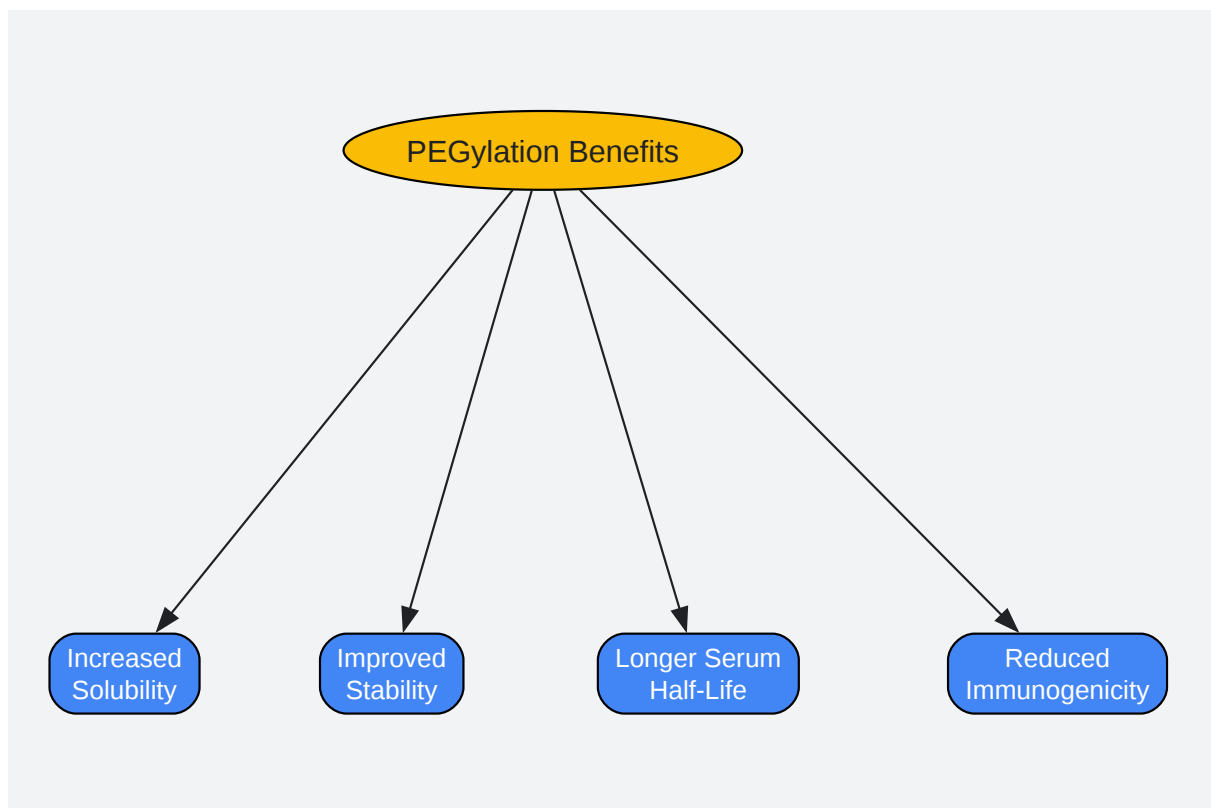 PEGylation Benefits
Increased
Solubility
Improved
Stability
Longer Serum
Half-Life
Reduced
Immunogenicity